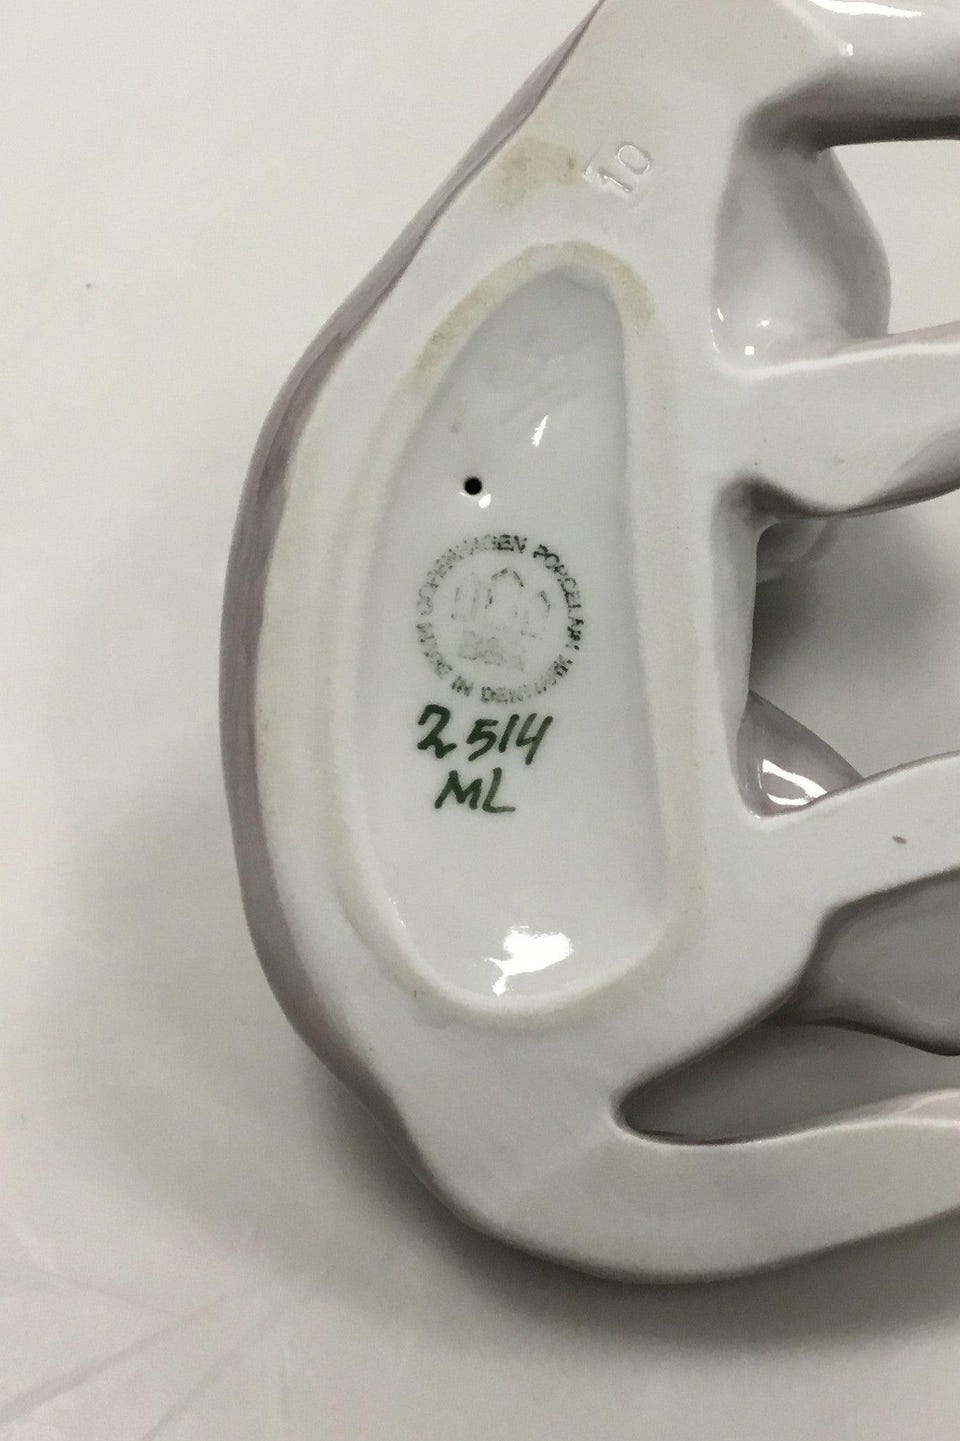 10
COPENHAGEN PORCELAIN MADE IN DENMARK
B&G
2514
ML